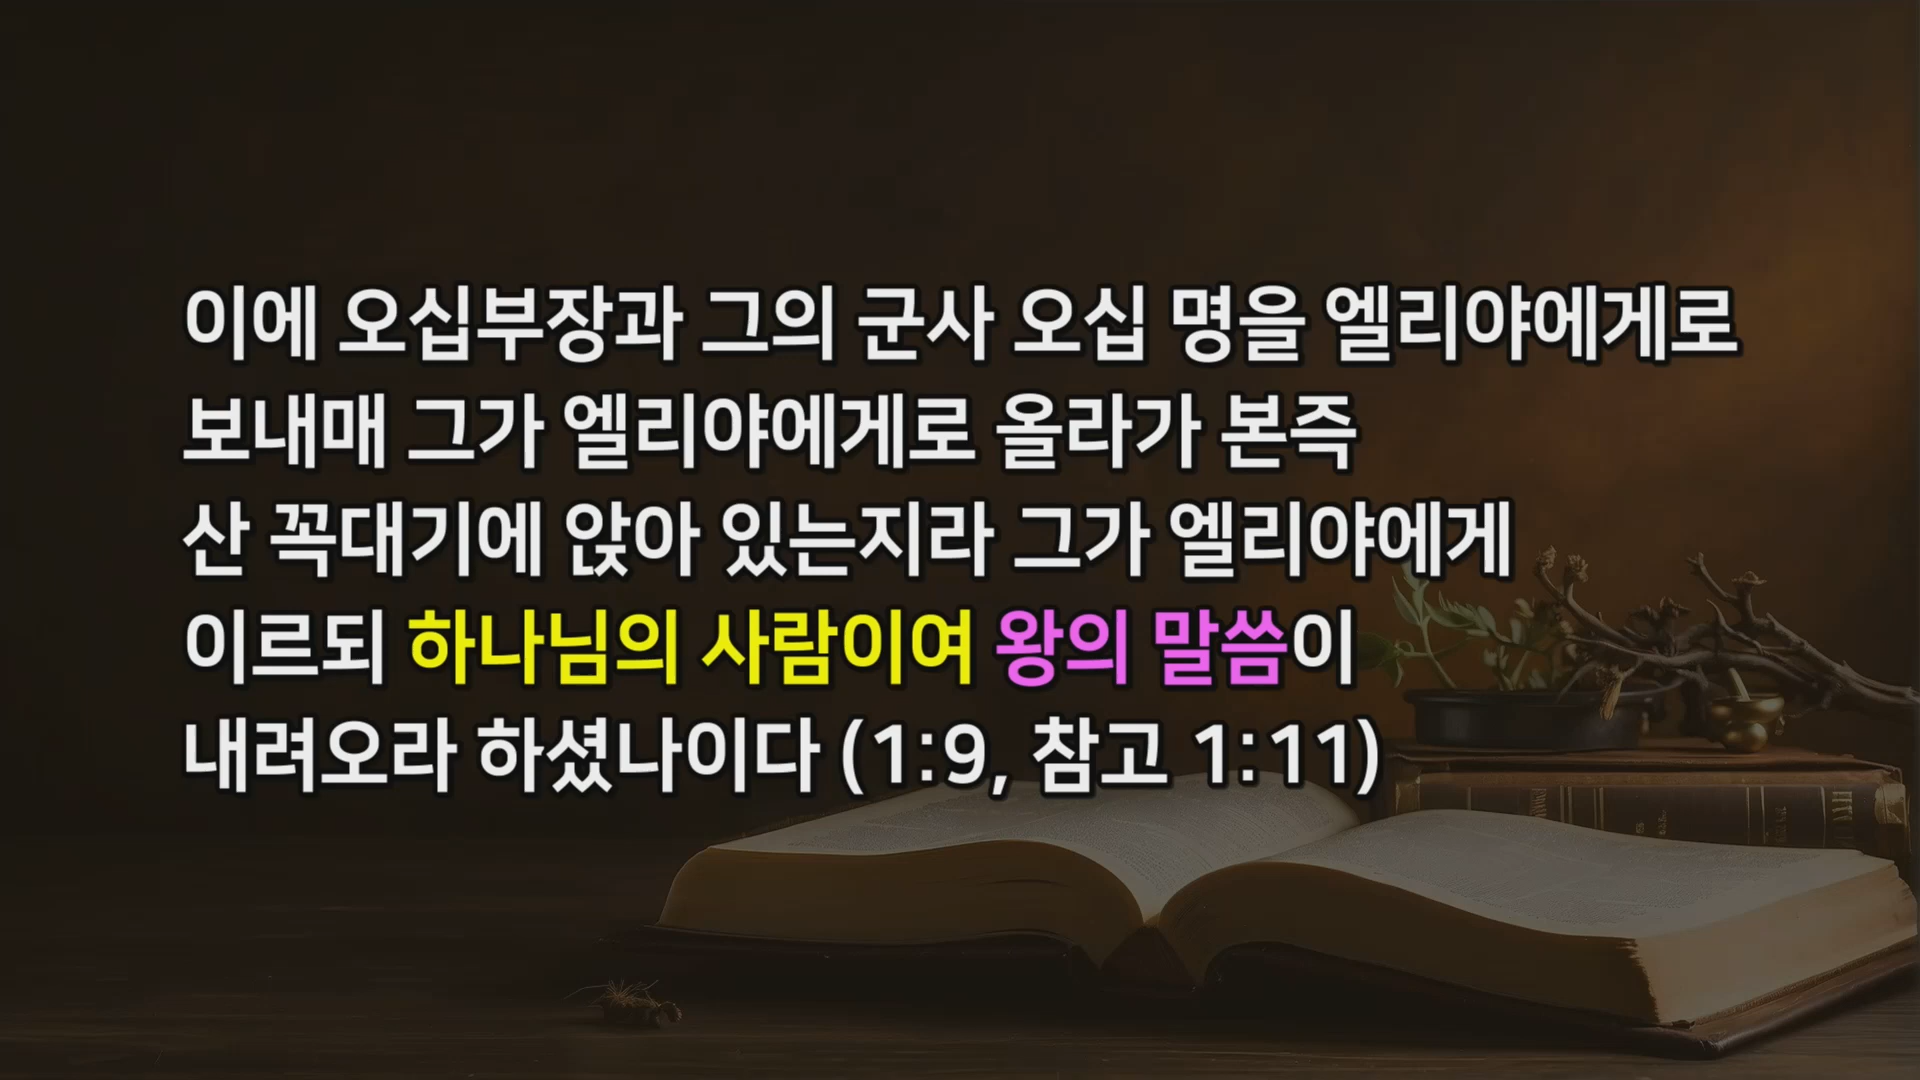 이에 오십부장과 그의 군사 오십 명을 엘리야에게로
보내매 그가 엘리야에게로 올라가 본즉
산 꼭대기에 앉아 있는지라 그가 엘리야에게
이르되 하나님의 사람이여 왕의 말씀이
내려오라 하셨나이다 (1:9, 참고 1:11)